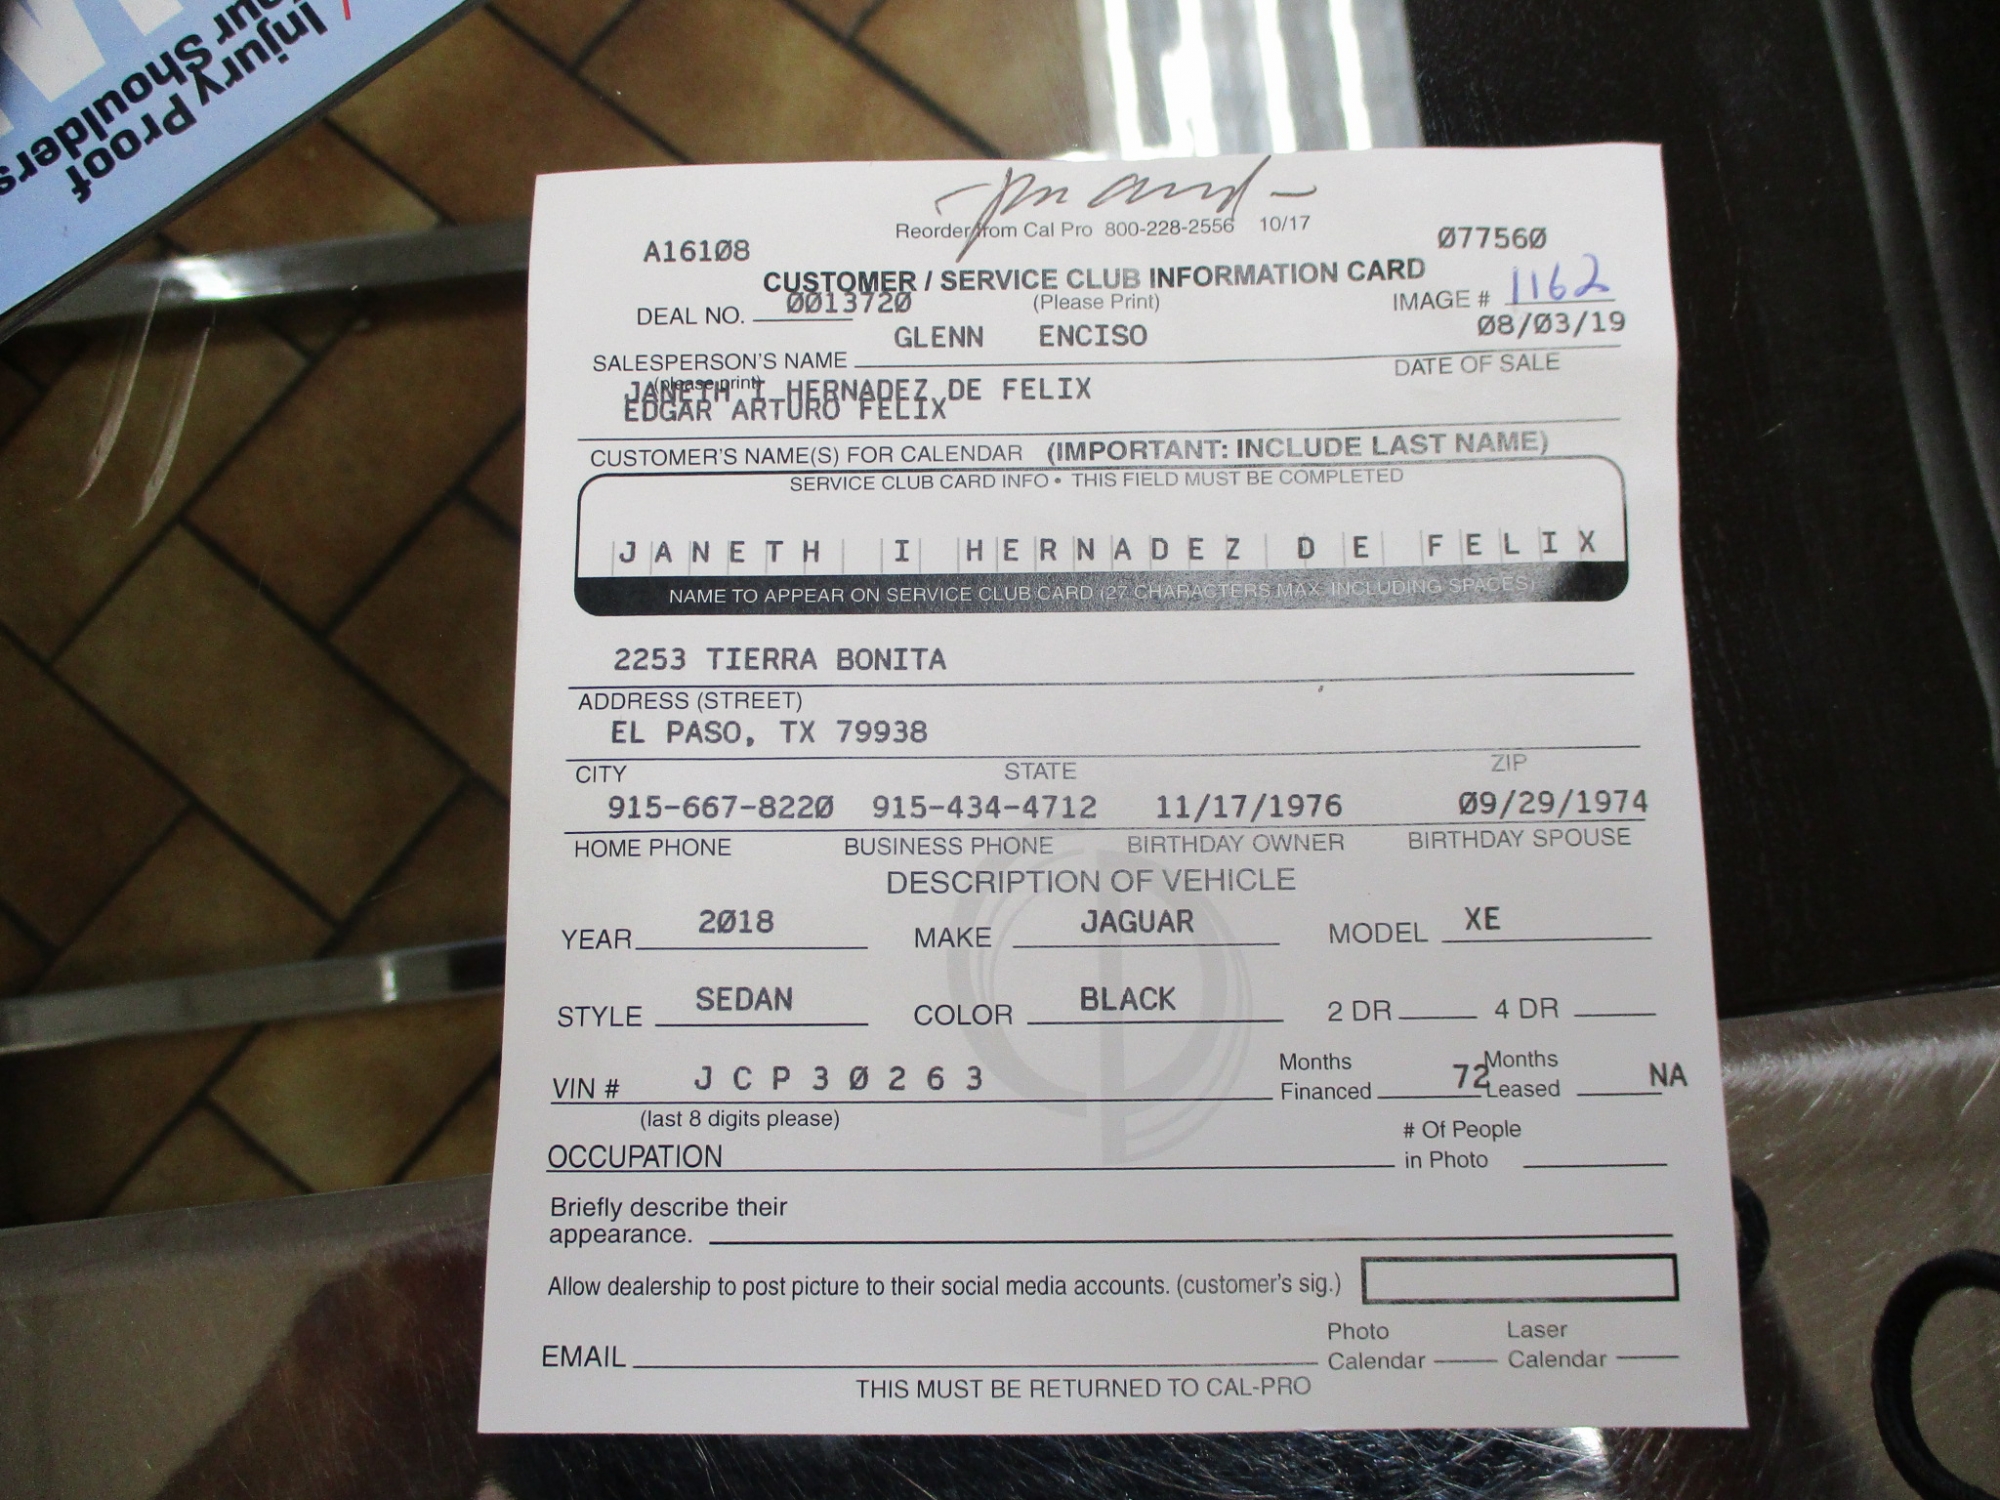 Injury Proof
our Shoulders
Reorder from Cal Pro 800-228-2556 10/17
A16108 077560
CUSTOMER / SERVICE CLUB INFORMATION CARD
DEAL NO. 0013720 (Please Print) IMAGE # 1162
GLENN ENCISO 08/03/19
SALESPERSON'S NAME DATE OF SALE
(please print)
JANETH I HERNADEZ DE FELIX
EDGAR ARTURO FELIX
CUSTOMER'S NAME(S) FOR CALENDAR (IMPORTANT: INCLUDE LAST NAME)
SERVICE CLUB CARD INFO • THIS FIELD MUST BE COMPLETED
JANETH I HERNADEZ DE FELIX
NAME TO APPEAR ON SERVICE CLUB CARD (27 CHARACTERS MAX. INCLUDING SPACES)
2253 TIERRA BONITA
ADDRESS (STREET)
EL PASO, TX 79938
CITY STATE ZIP
915-667-8220 915-434-4712 11/17/1976 09/29/1974
HOME PHONE BUSINESS PHONE BIRTHDAY OWNER BIRTHDAY SPOUSE
DESCRIPTION OF VEHICLE
YEAR 2018 MAKE JAGUAR MODEL XE
STYLE SEDAN COLOR BLACK 2 DR 4 DR
VIN # JCP30263 Months Financed 72 Months Leased NA
(last 8 digits please)
OCCUPATION # Of People in Photo
Briefly describe their
appearance.
Allow dealership to post picture to their social media accounts. (customer's sig.)
EMAIL Photo Calendar Laser Calendar
THIS MUST BE RETURNED TO CAL-PRO